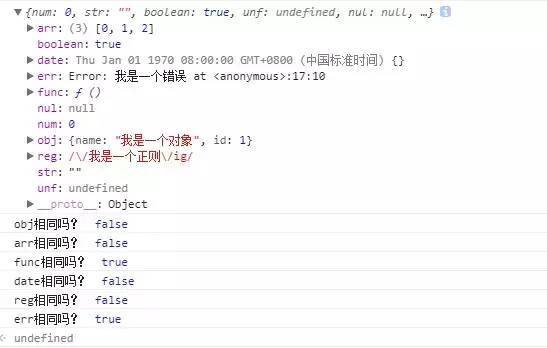 {num: 0, str: "", boolean: true, unf: undefined, nul: null, …}
arr: (3) [0, 1, 2]
boolean: true
date: Thu Jan 01 1970 08:00:00 GMT+0800 (中国标准时间) {}
err: Error: 我是一个错误 at <anonymous>:17:10
func: ƒ ()
nul: null
num: 0
obj: {name: "我是一个对象", id: 1}
reg: /\/我是一个正则\/ig/
str: ""
unf: undefined
__proto__: Object
obj相同吗? false
arr相同吗? false
func相同吗? true
date相同吗? false
reg相同吗? false
err相同吗? true
undefined